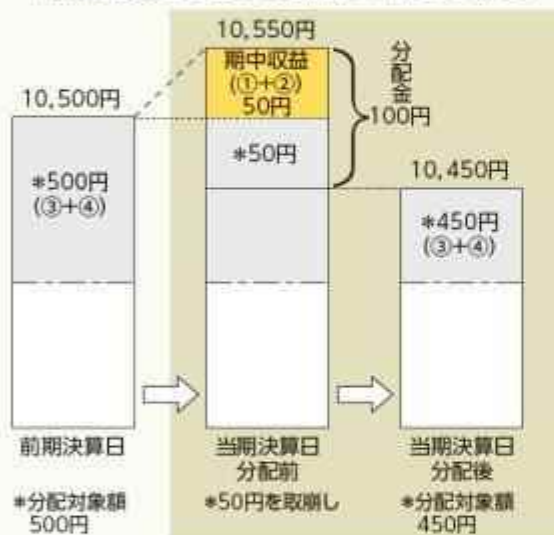 10,550円
10,500円
期中収益
(①+②)
50円
分配金
100円
*50円
*500円
(③+④)
10,450円
*450円
(③+④)
前期決算日
当期決算日
分配前
当期決算日
分配後
*分配対象額
500円
*50円を取崩し
*分配対象額
450円